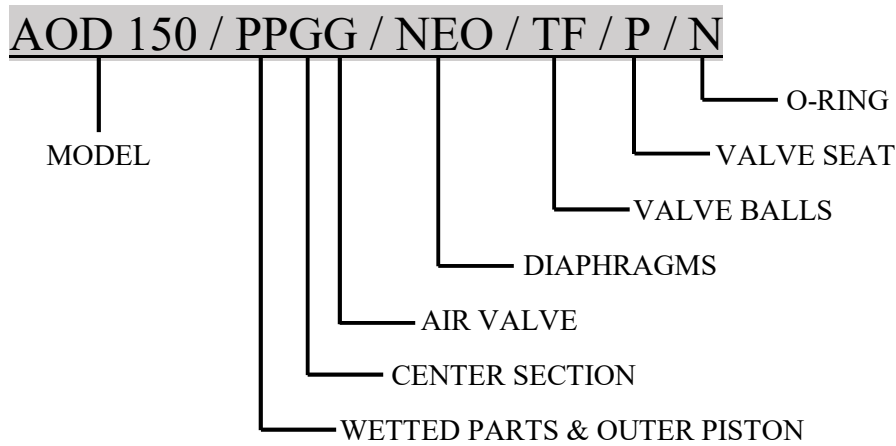 AOD 150 / PPGG / NEO / TF / P / N
O-RING
MODEL
VALVE SEAT
VALVE BALLS
DIAPHRAGMS
AIR VALVE
CENTER SECTION
WETTED PARTS & OUTER PISTON